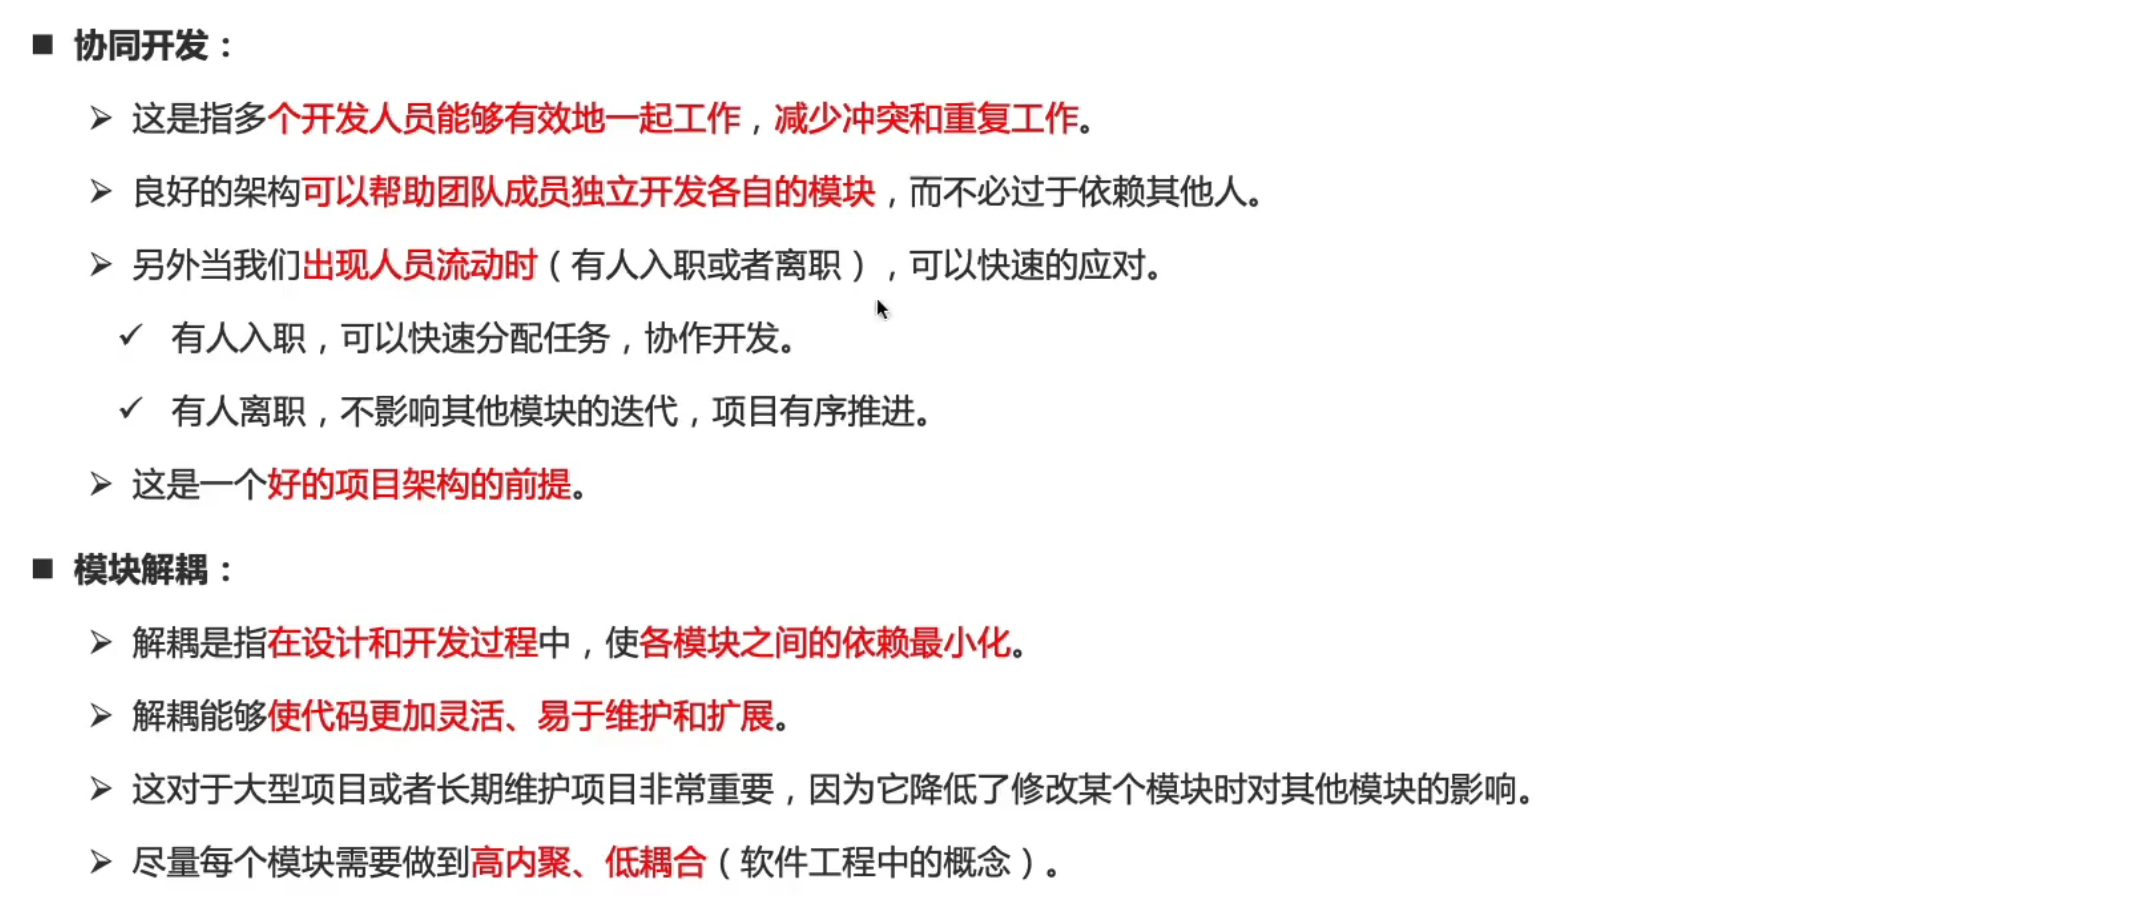 ■ 协同开发：
➢ 这是指多个开发人员能够有效地一起工作，减少冲突和重复工作。
➢ 良好的架构可以帮助团队成员独立开发各自的模块，而不必过于依赖其他人。
➢ 另外当我们出现人员流动时（有人入职或者离职），可以快速的应对。
✓ 有人入职，可以快速分配任务，协作开发。
✓ 有人离职，不影响其他模块的迭代，项目有序推进。
➢ 这是一个好的项目架构的前提。
■ 模块解耦：
➢ 解耦是指在设计和开发过程中，使各模块之间的依赖最小化。
➢ 解耦能够使代码更加灵活、易于维护和扩展。
➢ 这对于大型项目或者长期维护项目非常重要，因为它降低了修改某个模块时对其他模块的影响。
➢ 尽量每个模块需要做到高内聚、低耦合（软件工程中的概念）。